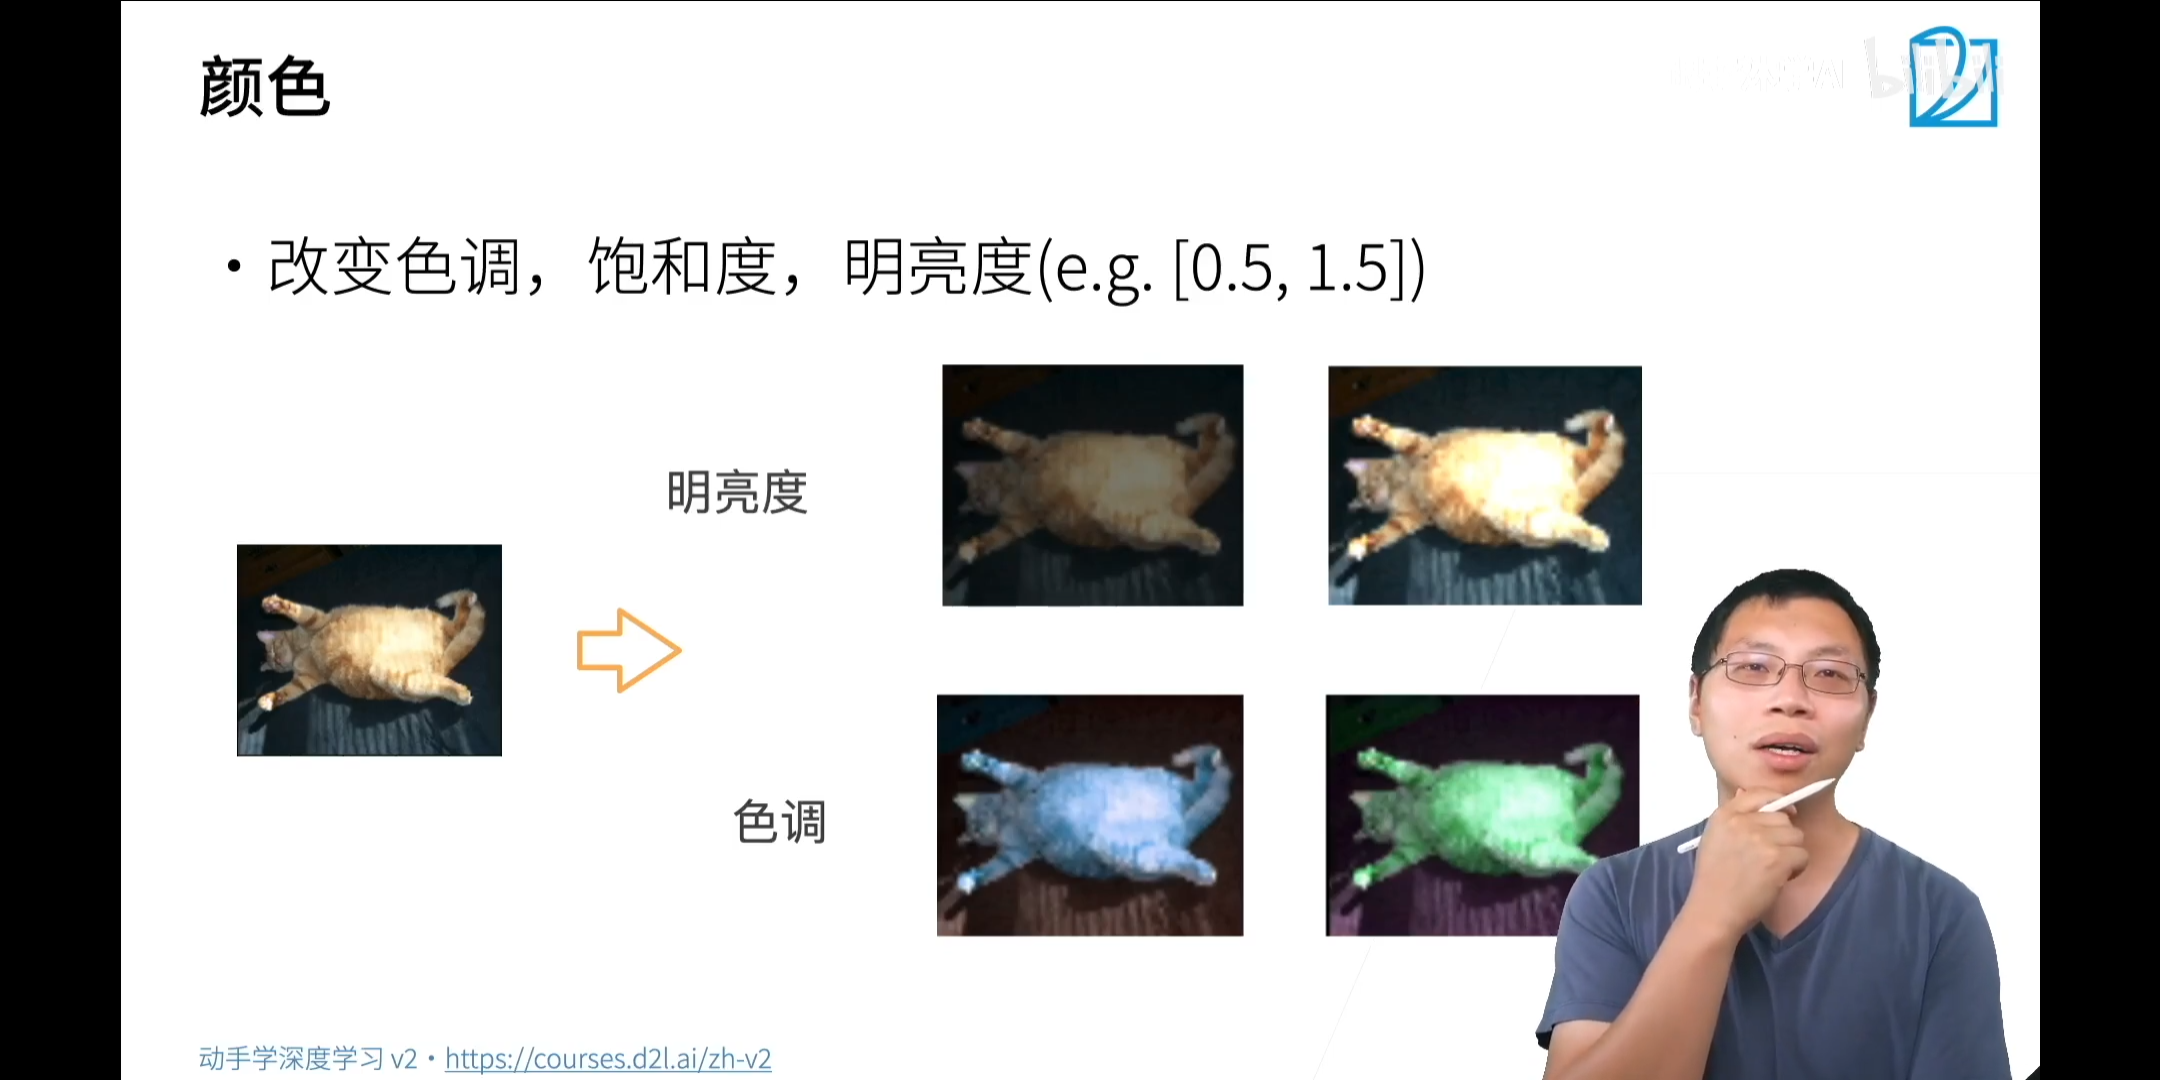 颜色
bilibili
• 改变色调，饱和度，明亮度(e.g. [0.5, 1.5])
明亮度
色调
动手学深度学习 v2 • https://courses.d2l.ai/zh-v2